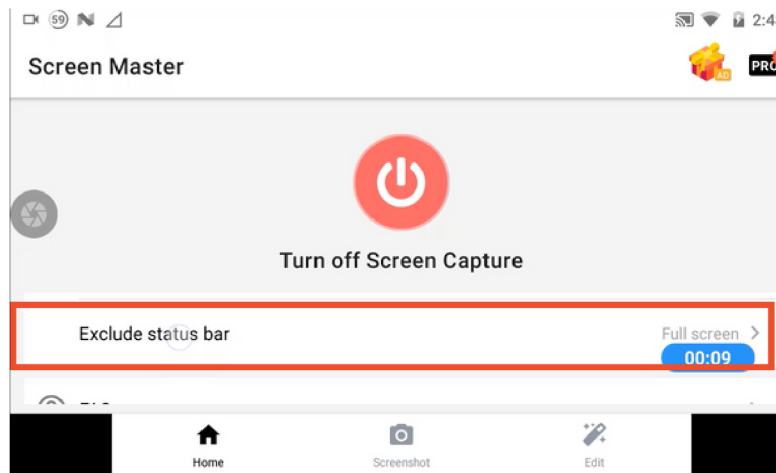 59 2:4
Screen Master AD PRO
Turn off Screen Capture
Exclude status bar Full screen
00:09
Home Screenshot Edit